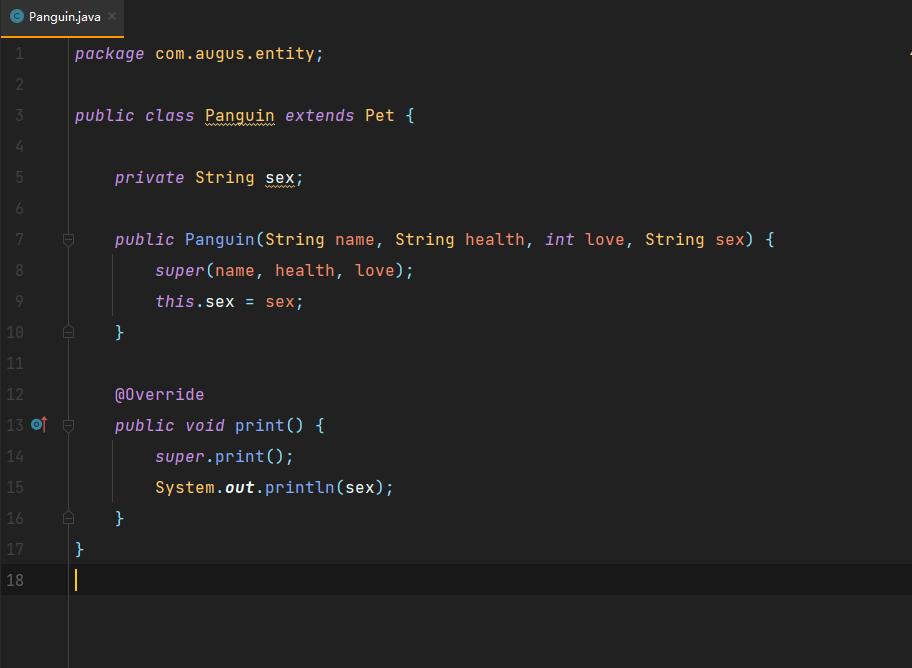 Panguin.java
1 package com.augus.entity;
2
3 public class Panguin extends Pet {
4
5 private String sex;
6
7 public Panguin(String name, String health, int love, String sex) {
8 super(name, health, love);
9 this.sex = sex;
10 }
11
12 @Override
13 public void print() {
14 super.print();
15 System.out.println(sex);
16 }
17 }
18